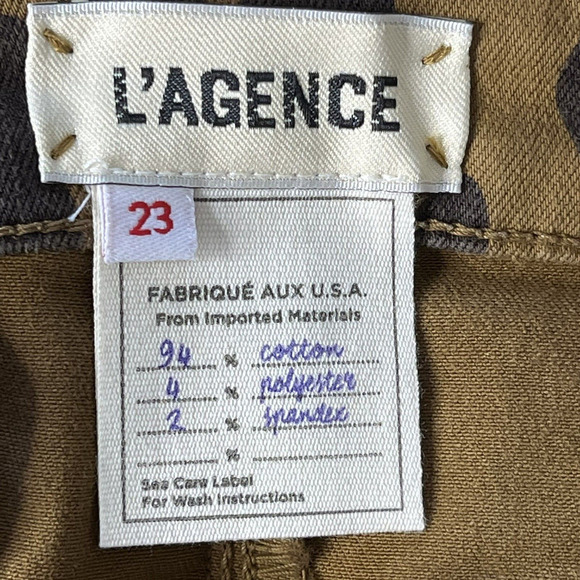 L'AGENCE
23
FABRIQUÉ AUX U.S.A.
From Imported Materials
94 % cotton
4 % polyester
2 % spandex
%
See Care Label
For Wash Instructions